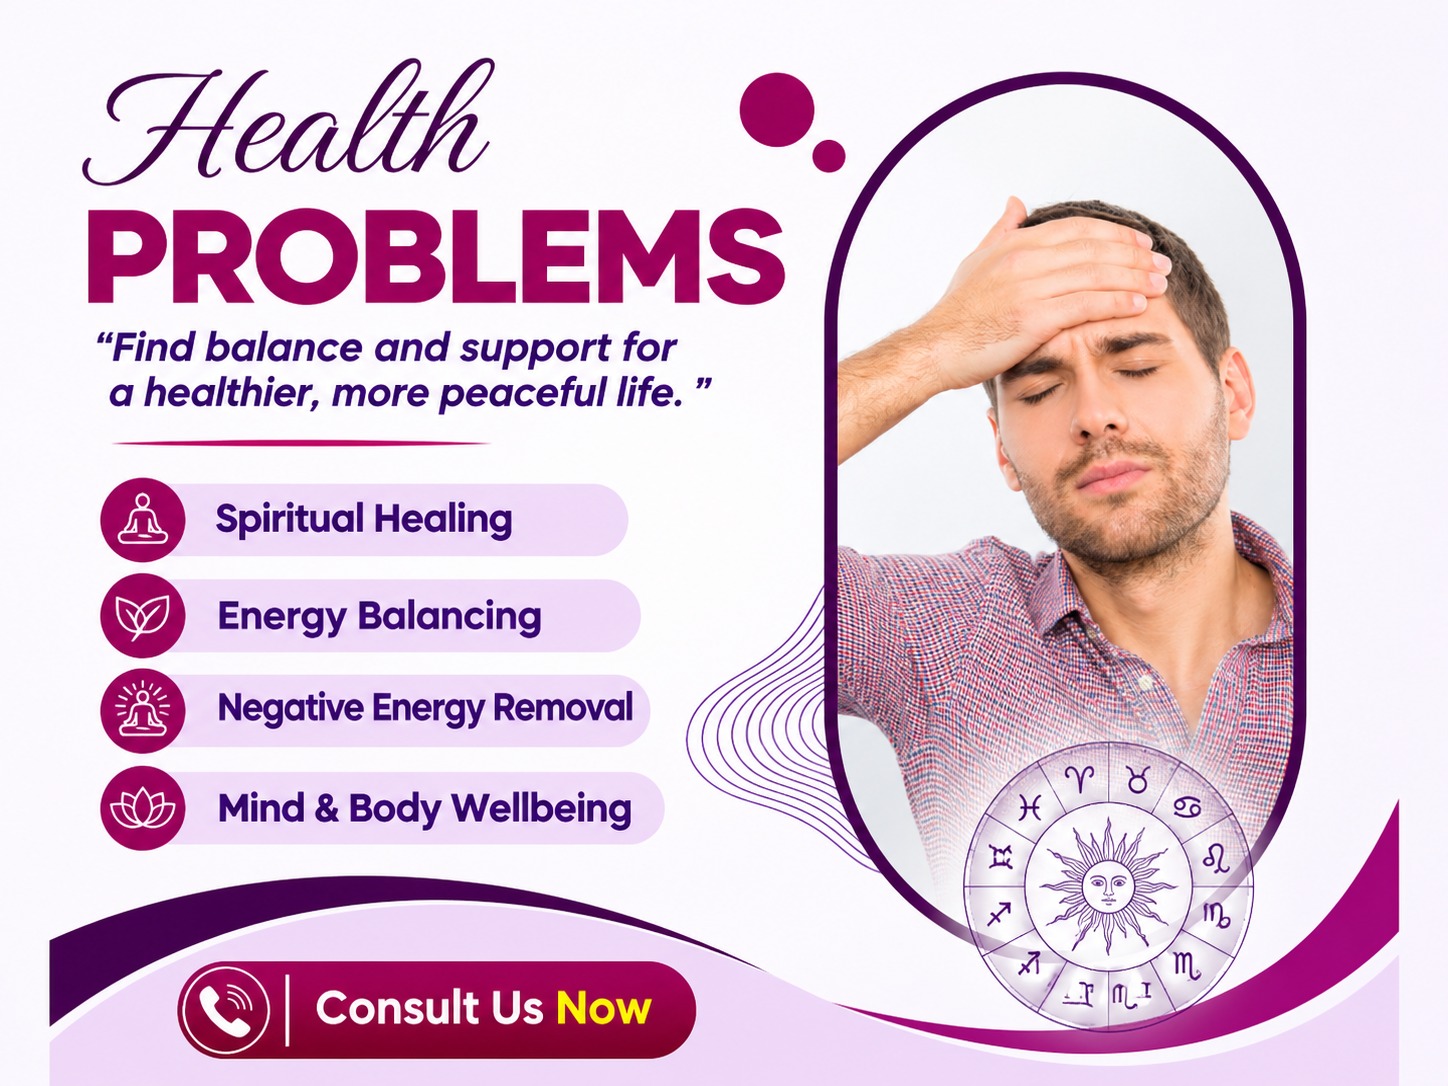 Health
PROBLEMS
“Find balance and support for
a healthier, more peaceful life. ”
Spiritual Healing
Energy Balancing
Negative Energy Removal
Mind & Body Wellbeing
Consult Us Now